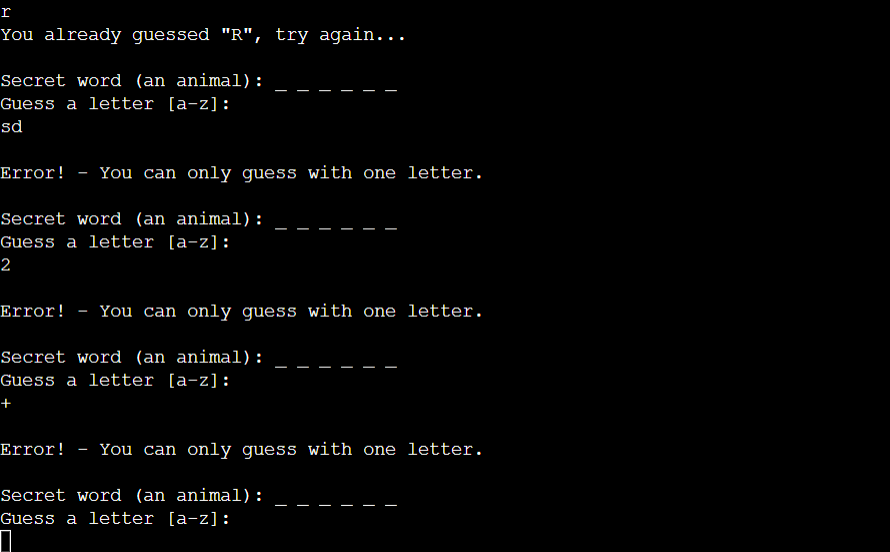 r
You already guessed "R", try again...
Secret word (an animal): _ _ _ _ _ _
Guess a letter [a-z]:
sd
Error! - You can only guess with one letter.
Secret word (an animal): _ _ _ _ _ _
Guess a letter [a-z]:
2
Error! - You can only guess with one letter.
Secret word (an animal): _ _ _ _ _ _
Guess a letter [a-z]:
+
Error! - You can only guess with one letter.
Secret word (an animal): _ _ _ _ _ _
Guess a letter [a-z]: